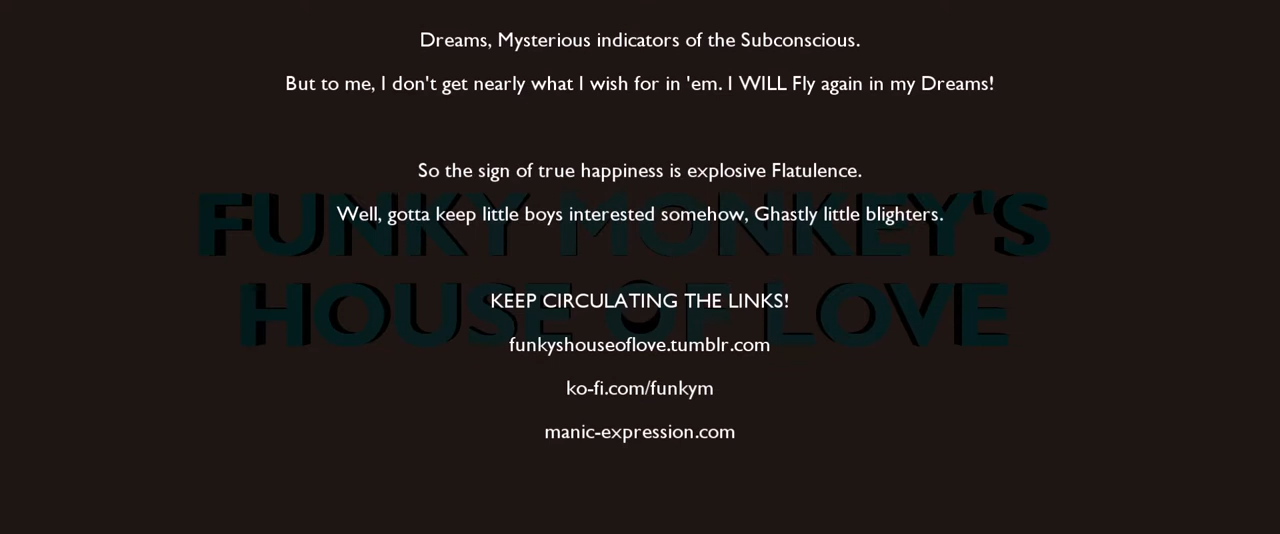 Dreams, Mysterious indicators of the Subconscious.
But to me, I don't get nearly what I wish for in 'em. I WILL Fly again in my Dreams!
So the sign of true happiness is explosive Flatulence.
Well, gotta keep little boys interested somehow, Ghastly little blighters.
FUNKY MONKEY'S
HOUSE OF LOVE
KEEP CIRCULATING THE LINKS!
funkyshouseoflove.tumblr.com
ko-fi.com/funkym
manic-expression.com